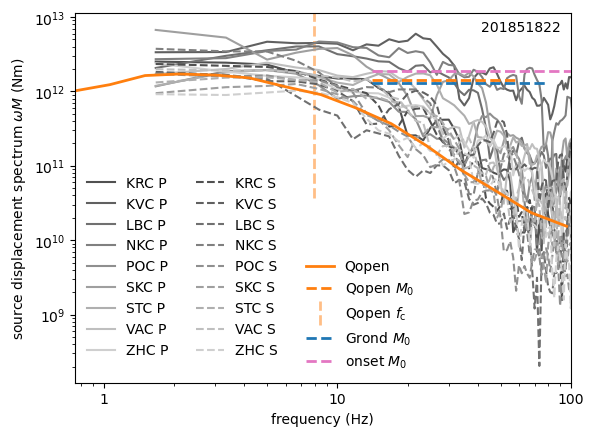 201851822
10¹³
10¹²
10¹¹
10¹⁰
10⁹
source displacement spectrum ωM (Nm)
KRC P
KVC P
LBC P
NKC P
POC P
SKC P
STC P
VAC P
ZHC P
KRC S
KVC S
LBC S
NKC S
POC S
SKC S
STC S
VAC S
ZHC S
Qopen
Qopen M₀
Qopen f_c
Grond M₀
onset M₀
1
10
100
frequency (Hz)